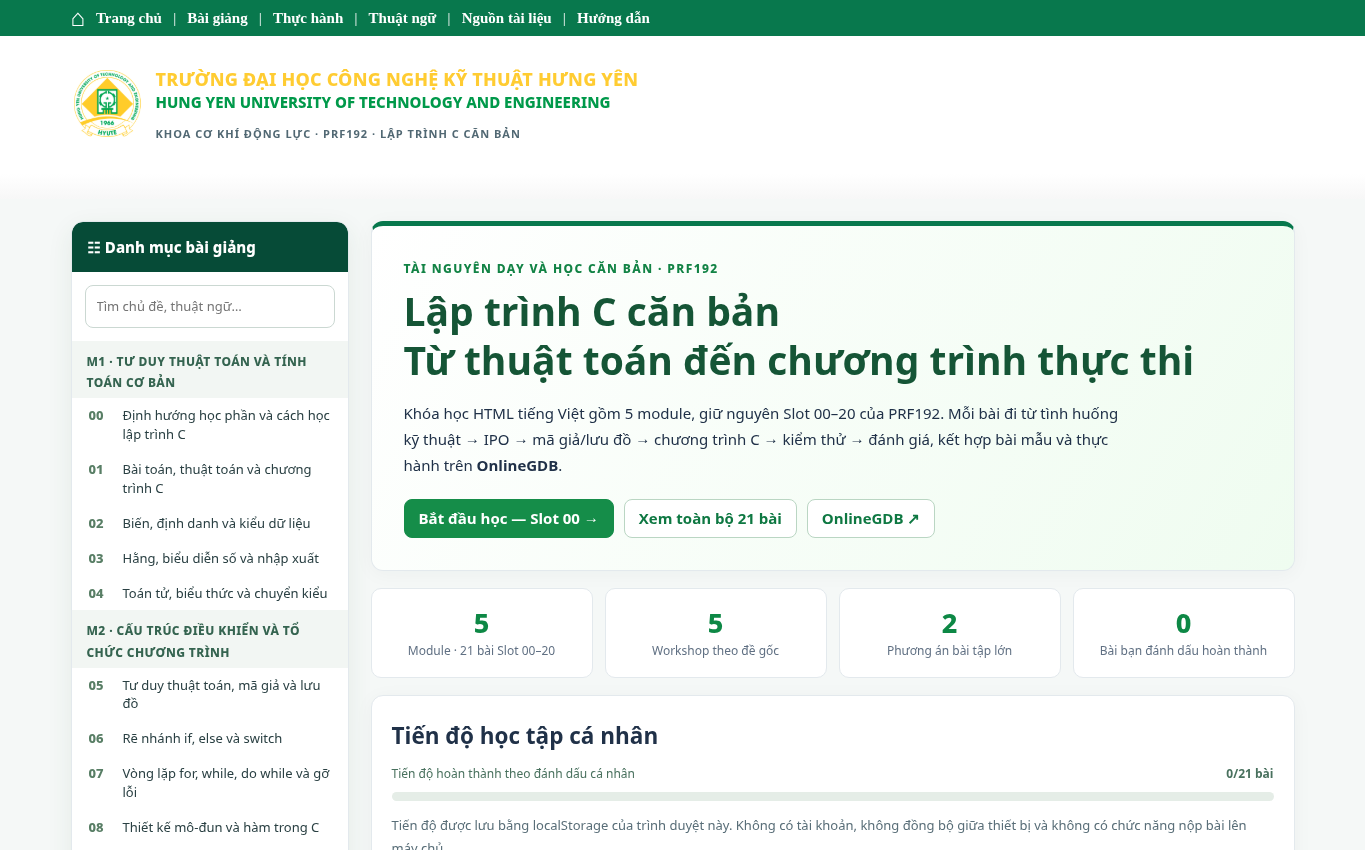 Trang chủ | Bài giảng | Thực hành | Thuật ngữ | Nguồn tài liệu | Hướng dẫn
TRƯỜNG ĐẠI HỌC CÔNG NGHỆ KỸ THUẬT HƯNG YÊN
HUNG YEN UNIVERSITY OF TECHNOLOGY AND ENGINEERING
KHOA CƠ KHÍ ĐỘNG LỰC · PRF192 · LẬP TRÌNH C CĂN BẢN
HUNG YEN UNIVERSITY OF TECHNOLOGY AND ENGINEERING
1966
HYUTE
☷ Danh mục bài giảng
Tìm chủ đề, thuật ngữ...
M1 · TƯ DUY THUẬT TOÁN VÀ TÍNH
TOÁN CƠ BẢN
00 Định hướng học phần và cách học
lập trình C
01 Bài toán, thuật toán và chương
trình C
02 Biến, định danh và kiểu dữ liệu
03 Hằng, biểu diễn số và nhập xuất
04 Toán tử, biểu thức và chuyển kiểu
M2 · CẤU TRÚC ĐIỀU KHIỂN VÀ TỔ
CHỨC CHƯƠNG TRÌNH
05 Tư duy thuật toán, mã giả và lưu
đồ
06 Rẽ nhánh if, else và switch
07 Vòng lặp for, while, do while và gỡ
lỗi
08 Thiết kế mô-đun và hàm trong C
TÀI NGUYÊN DẠY VÀ HỌC CĂN BẢN · PRF192
Lập trình C căn bản
Từ thuật toán đến chương trình thực thi
Khóa học HTML tiếng Việt gồm 5 module, giữ nguyên Slot 00–20 của PRF192. Mỗi bài đi từ tình huống
kỹ thuật → IPO → mã giả/lưu đồ → chương trình C → kiểm thử → đánh giá, kết hợp bài mẫu và thực
hành trên OnlineGDB.
Bắt đầu học — Slot 00 →
Xem toàn bộ 21 bài
OnlineGDB ↗
5
Module · 21 bài Slot 00–20
5
Workshop theo đề gốc
2
Phương án bài tập lớn
0
Bài bạn đánh dấu hoàn thành
Tiến độ học tập cá nhân
Tiến độ hoàn thành theo đánh dấu cá nhân
0/21 bài
Tiến độ được lưu bằng localStorage của trình duyệt này. Không có tài khoản, không đồng bộ giữa thiết bị và không có chức năng nộp bài lên
máy chủ.